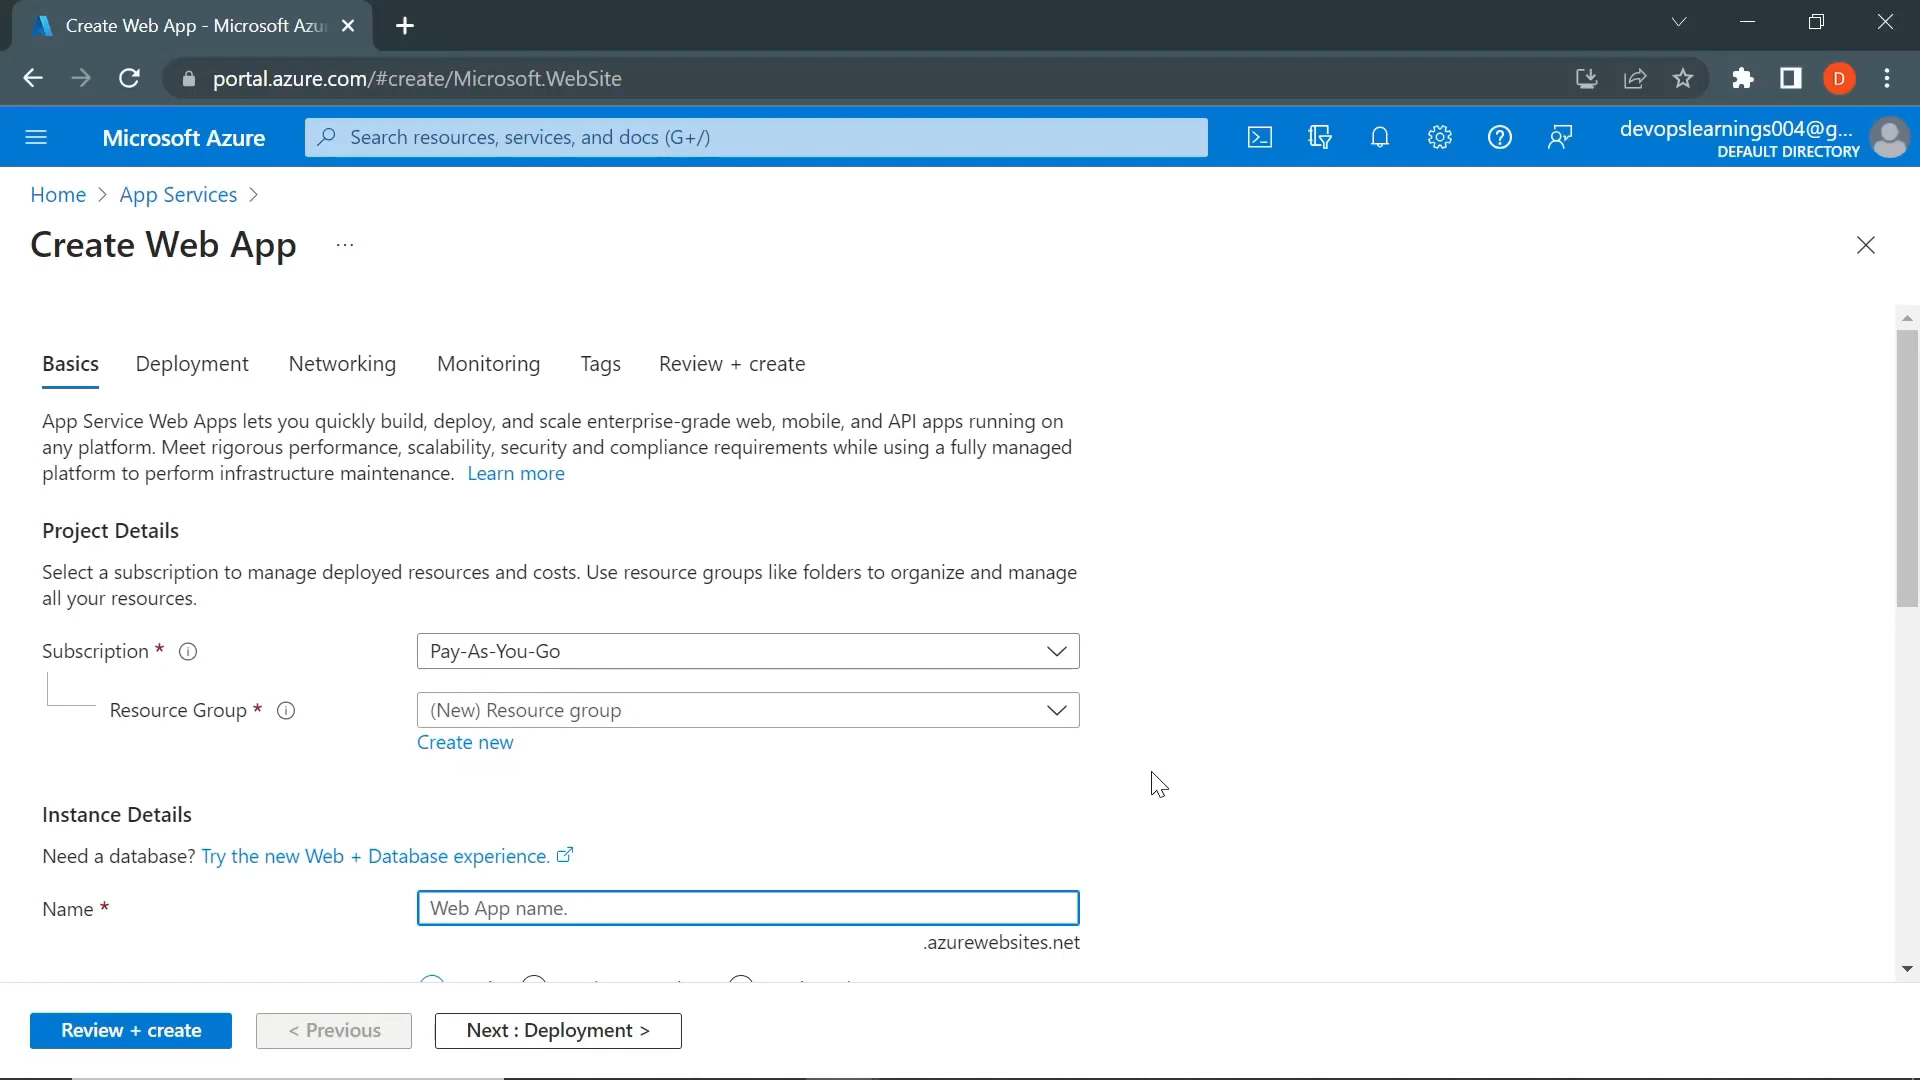 Create Web App - Microsoft Azu
portal.azure.com/#create/Microsoft.WebSite
D
Microsoft Azure
Search resources, services, and docs (G+/)
devopslearnings004@g...
DEFAULT DIRECTORY
Home > App Services >
Create Web App ...
Basics Deployment Networking Monitoring Tags Review + create
App Service Web Apps lets you quickly build, deploy, and scale enterprise-grade web, mobile, and API apps running on
any platform. Meet rigorous performance, scalability, security and compliance requirements while using a fully managed
platform to perform infrastructure maintenance. Learn more
Project Details
Select a subscription to manage deployed resources and costs. Use resource groups like folders to organize and manage
all your resources.
Subscription * Pay-As-You-Go
Resource Group * (New) Resource group
Create new
Instance Details
Need a database? Try the new Web + Database experience.
Name * Web App name.
.azurewebsites.net
Review + create < Previous Next : Deployment >